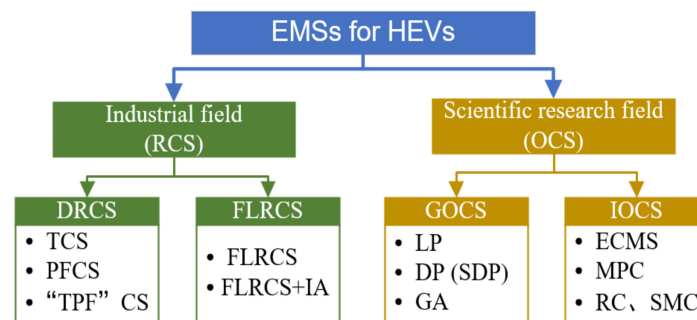 EMSs for HEVs
Industrial field
(RCS)
Scientific research field
(OCS)
DRCS
• TCS
• PFCS
• “TPF” CS
FLRCS
• FLRCS
• FLRCS+IA
GOCS
• LP
• DP (SDP)
• GA
IOCS
• ECMS
• MPC
• RC、SMC